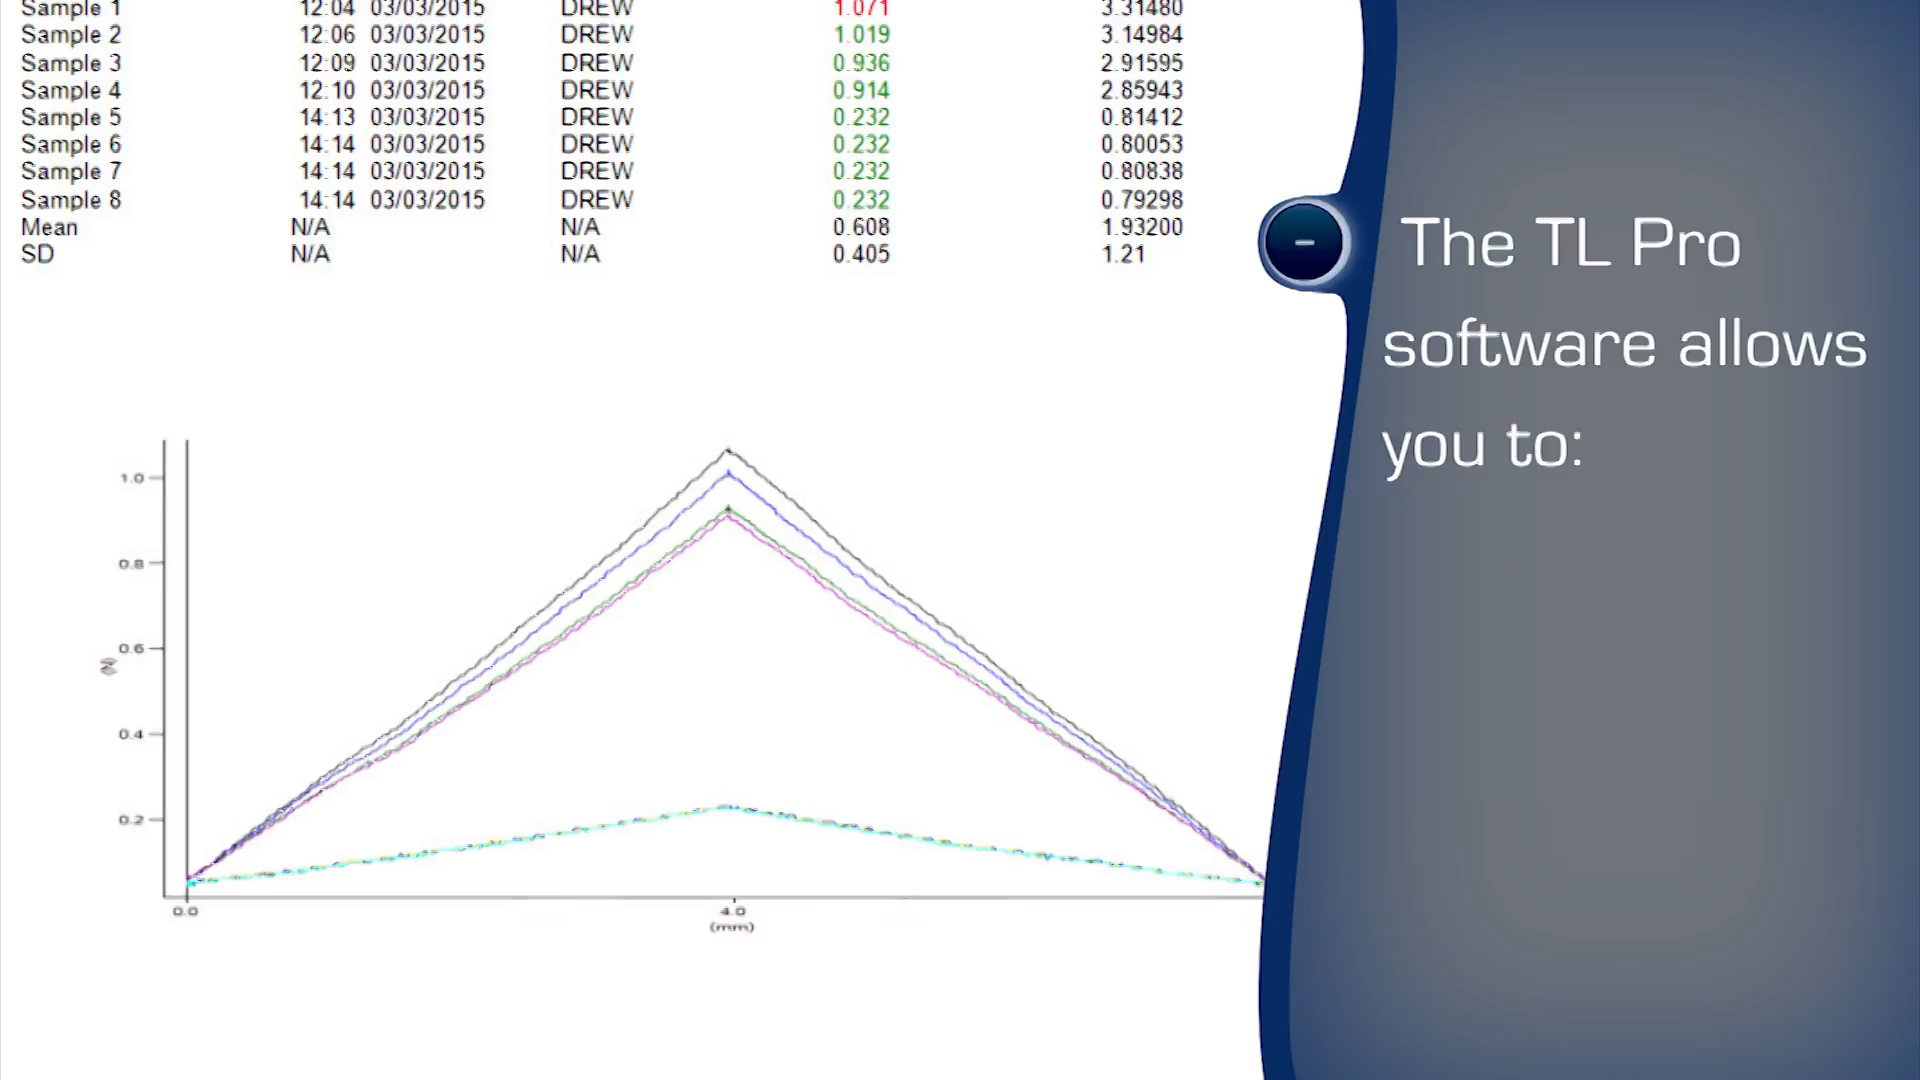 Sample 1 12:04 03/03/2015 DREW 1.071 3.31480
Sample 2 12:06 03/03/2015 DREW 1.019 3.14984
Sample 3 12:09 03/03/2015 DREW 0.936 2.91595
Sample 4 12:10 03/03/2015 DREW 0.914 2.85943
Sample 5 14:13 03/03/2015 DREW 0.232 0.81412
Sample 6 14:14 03/03/2015 DREW 0.232 0.80053
Sample 7 14:14 03/03/2015 DREW 0.232 0.80838
Sample 8 14:14 03/03/2015 DREW 0.232 0.79298
Mean N/A N/A 0.608 1.93200
SD N/A N/A 0.405 1.21
- The TL Pro
software allows
you to:
1.0
0.8
0.6
(N)
0.4
0.2
0.0 4.0
(mm)